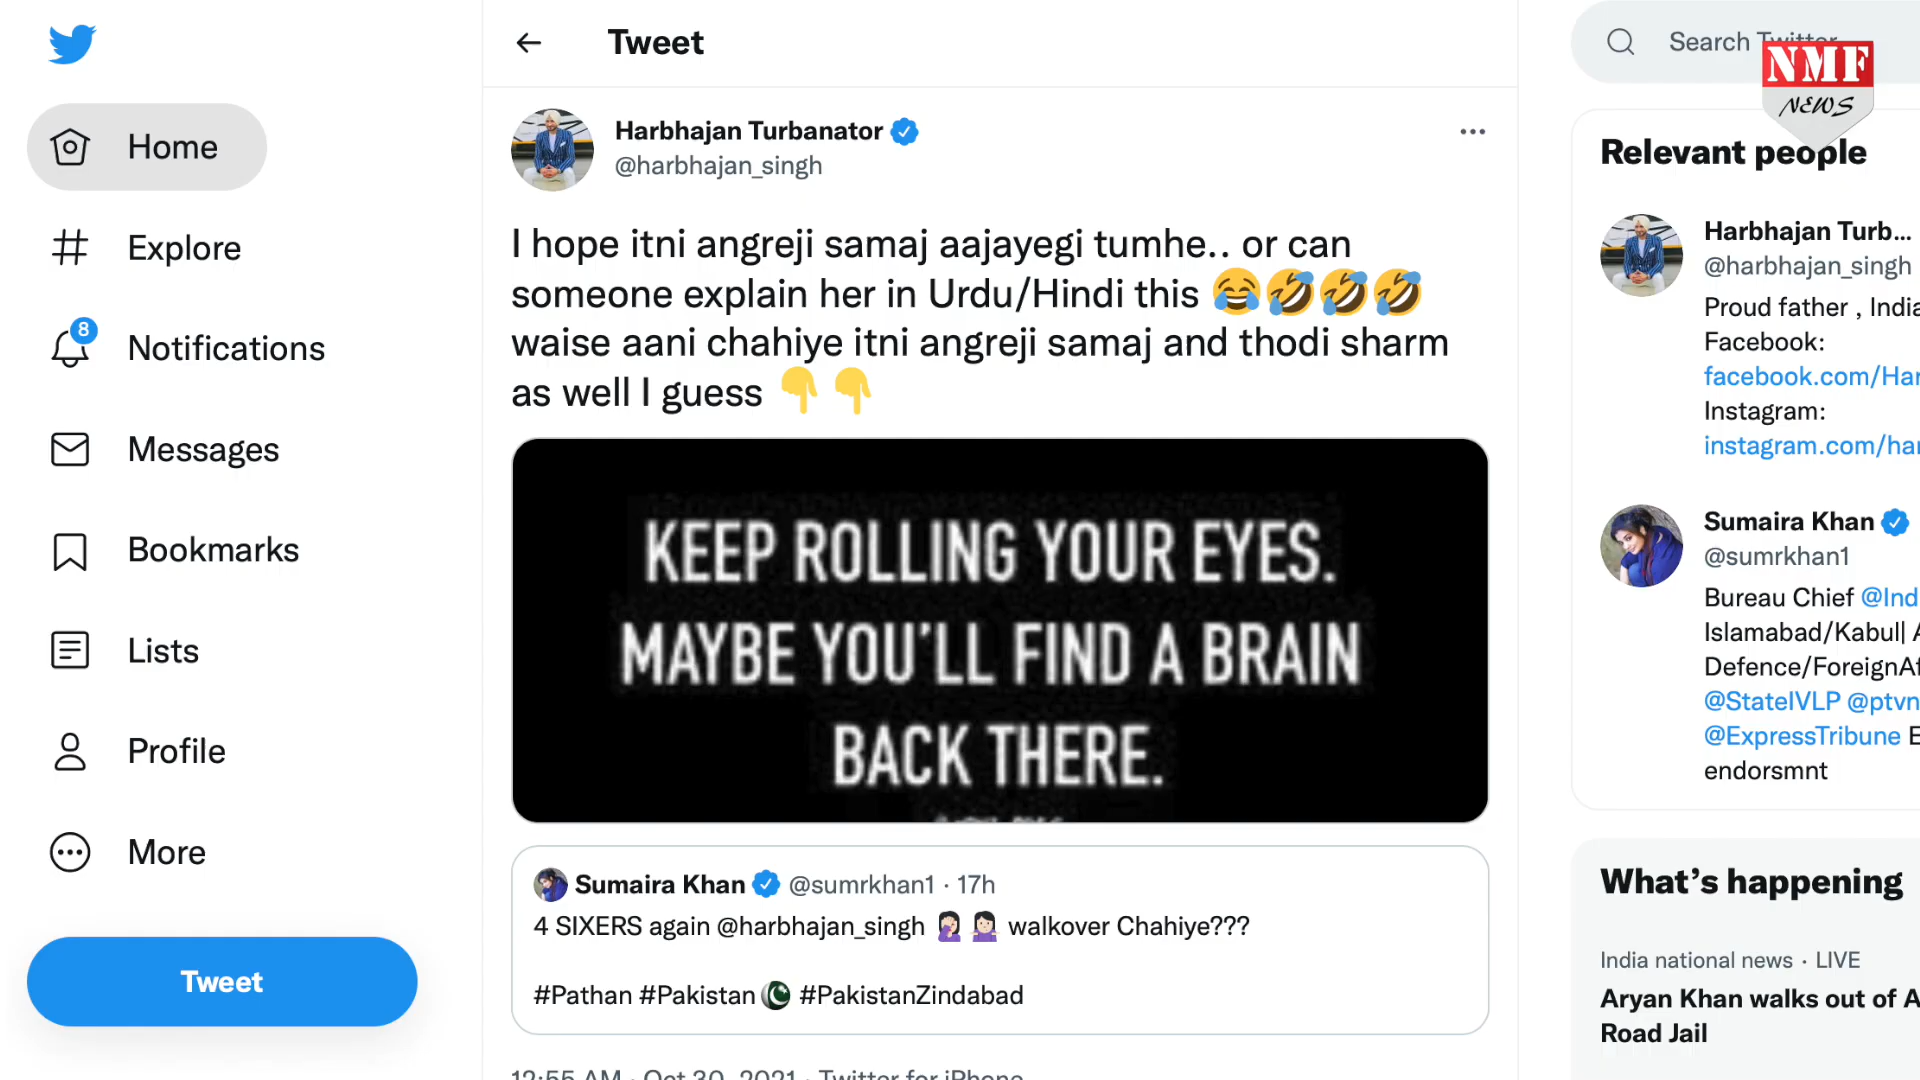 Tweet
Search Twitter
NMF
NEWS
Home
Explore
8
Notifications
Messages
Bookmarks
Lists
Profile
More
Tweet
Harbhajan Turbanator
@harbhajan_singh
I hope itni angreji samaj aajayegi tumhe.. or can
someone explain her in Urdu/Hindi this 😂🤣🤣🤣
waise aani chahiye itni angreji samaj and thodi sharm
as well I guess 👇👇
KEEP ROLLING YOUR EYES.
MAYBE YOU'LL FIND A BRAIN
BACK THERE.
Sumaira Khan @sumrkhan1 · 17h
4 SIXERS again @harbhajan_singh 🤦🏻‍♀️ 🤷🏻‍♀️ walkover Chahiye???
#Pathan #Pakistan🇵🇰 #PakistanZindabad
12:55 AM · Oct 30, 2021 · Twitter for iPhone
Relevant people
Harbhajan Turb...
@harbhajan_singh
Proud father , India
Facebook:
facebook.com/Har
Instagram:
instagram.com/har
Sumaira Khan
@sumrkhan1
Bureau Chief @Ind
Islamabad/Kabul| A
Defence/ForeignAf
@StateIVLP @ptvn
@ExpressTribune E
endorsmnt
What's happening
India national news · LIVE
Aryan Khan walks out of A
Road Jail